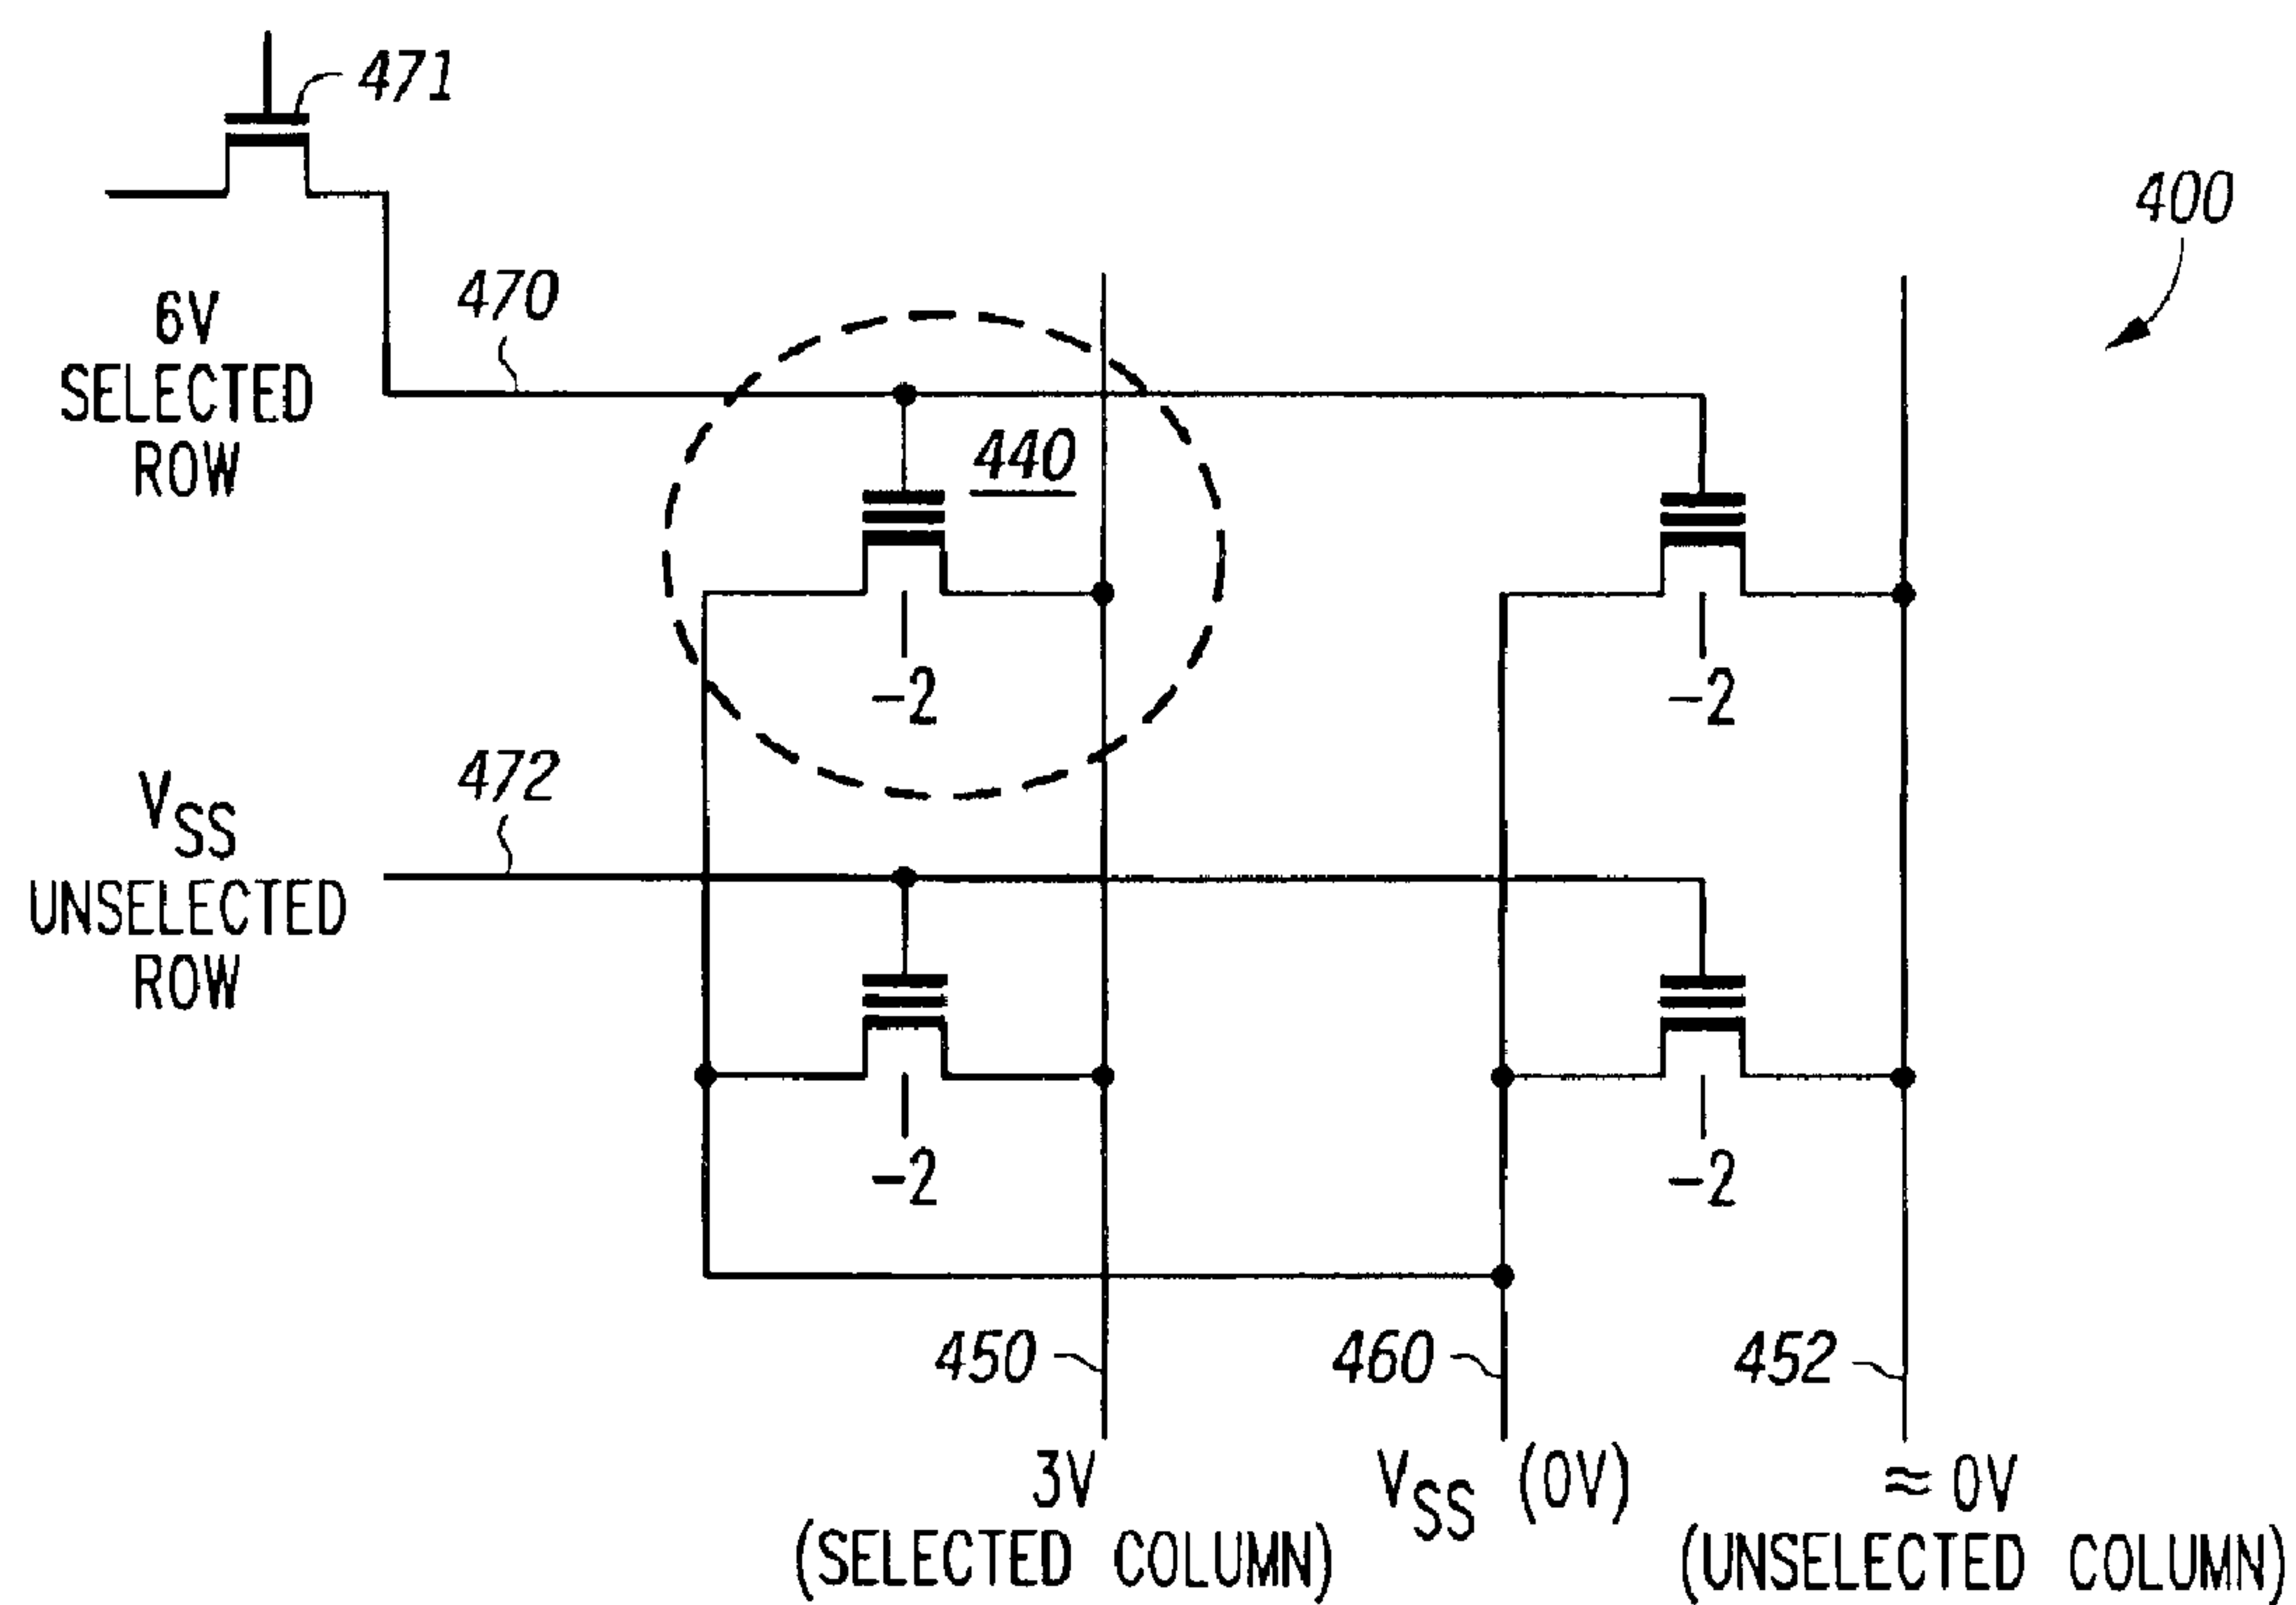 471
400
6V
SELECTED
ROW
470
440
-2
-2
VSS
UNSELECTED
ROW
472
-2
-2
450
460
452
3V
(SELECTED COLUMN)
VSS (0V)
≈ 0V
(UNSELECTED COLUMN)